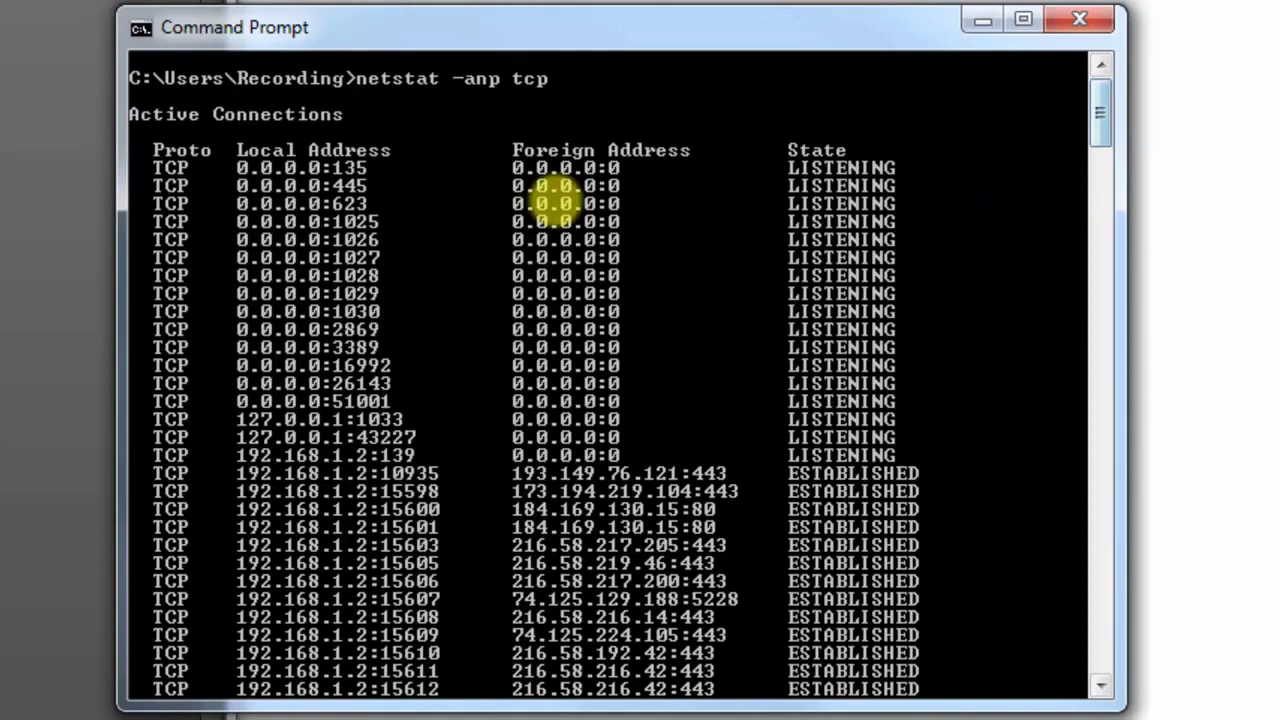 Command Prompt
C:\Users\Recording>netstat -anp tcp
Active Connections
Proto Local Address Foreign Address State
TCP 0.0.0.0:135 0.0.0.0:0 LISTENING
TCP 0.0.0.0:445 0.0.0.0:0 LISTENING
TCP 0.0.0.0:623 0.0.0.0:0 LISTENING
TCP 0.0.0.0:1025 0.0.0.0:0 LISTENING
TCP 0.0.0.0:1026 0.0.0.0:0 LISTENING
TCP 0.0.0.0:1027 0.0.0.0:0 LISTENING
TCP 0.0.0.0:1028 0.0.0.0:0 LISTENING
TCP 0.0.0.0:1029 0.0.0.0:0 LISTENING
TCP 0.0.0.0:1030 0.0.0.0:0 LISTENING
TCP 0.0.0.0:2869 0.0.0.0:0 LISTENING
TCP 0.0.0.0:3389 0.0.0.0:0 LISTENING
TCP 0.0.0.0:16992 0.0.0.0:0 LISTENING
TCP 0.0.0.0:26143 0.0.0.0:0 LISTENING
TCP 0.0.0.0:51001 0.0.0.0:0 LISTENING
TCP 127.0.0.1:1033 0.0.0.0:0 LISTENING
TCP 127.0.0.1:43227 0.0.0.0:0 LISTENING
TCP 192.168.1.2:139 0.0.0.0:0 LISTENING
TCP 192.168.1.2:10935 193.149.76.121:443 ESTABLISHED
TCP 192.168.1.2:15598 173.194.219.104:443 ESTABLISHED
TCP 192.168.1.2:15600 184.169.130.15:80 ESTABLISHED
TCP 192.168.1.2:15601 184.169.130.15:80 ESTABLISHED
TCP 192.168.1.2:15603 216.58.217.205:443 ESTABLISHED
TCP 192.168.1.2:15605 216.58.219.46:443 ESTABLISHED
TCP 192.168.1.2:15606 216.58.217.200:443 ESTABLISHED
TCP 192.168.1.2:15607 74.125.129.188:5228 ESTABLISHED
TCP 192.168.1.2:15608 216.58.216.14:443 ESTABLISHED
TCP 192.168.1.2:15609 74.125.224.105:443 ESTABLISHED
TCP 192.168.1.2:15610 216.58.192.42:443 ESTABLISHED
TCP 192.168.1.2:15611 216.58.216.42:443 ESTABLISHED
TCP 192.168.1.2:15612 216.58.216.42:443 ESTABLISHED